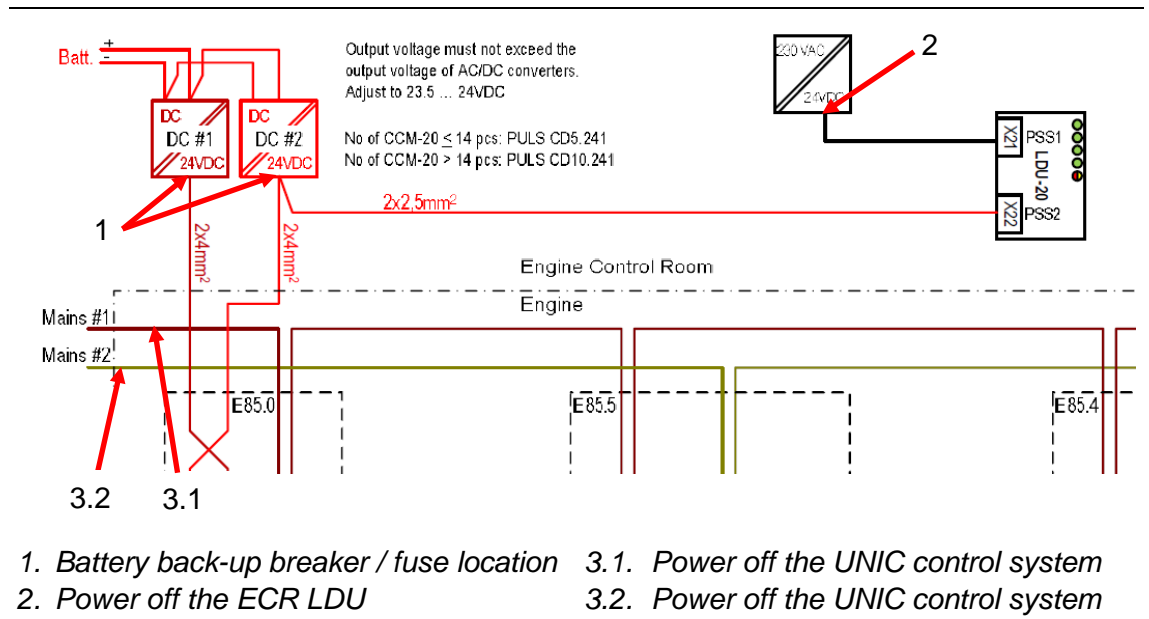 +
Batt. -
Output voltage must not exceed the
output voltage of AC/DC converters.
Adjust to 23.5 ... 24VDC
No of CCM-20 ≤ 14 pcs: PULS CD5.241
No of CCM-20 > 14 pcs: PULS CD10.241
DC
DC #1
24VDC
DC
DC #2
24VDC
230 VAC
24VDC
2
X21
PSS1
LDU-20
X22
PSS2
1
2x4mm²
2x4mm²
2x2,5mm²
Engine Control Room
Engine
Mains #1
Mains #2
E85.0
E85.5
E85.4
3.2
3.1
1. Battery back-up breaker / fuse location
2. Power off the ECR LDU
3.1. Power off the UNIC control system
3.2. Power off the UNIC control system